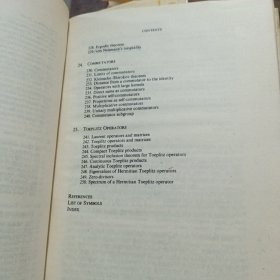 CONTENTS
228. Ergodic theorem
229. von Neumann's inequality
24. COMMUTATORS
230. Commutators
231. Limits of commutators
232. Kleinecke-Shirokov theorem
233. Distance from a commutator to the identity
234. Operators with large kernels
235. Direct sums as commutators
236. Positive self-commutators
237. Projections as self-commutators
238. Multiplicative commutators
239. Unitary multiplicative commutators
240. Commutator subgroup
25. TOEPLITZ OPERATORS
241. Laurent operators and matrices
242. Toeplitz operators and matrices
243. Toeplitz products
244. Compact Toeplitz products
245. Spectral inclusion theorem for Toeplitz operators
246. Continuous Toeplitz products
247. Analytic Toeplitz operators
248. Eigenvalues of Hermitian Toeplitz operators
249. Zero-divisors
250. Spectrum of a Hermitian Toeplitz operator
REFERENCES
LIST OF SYMBOLS
INDEX